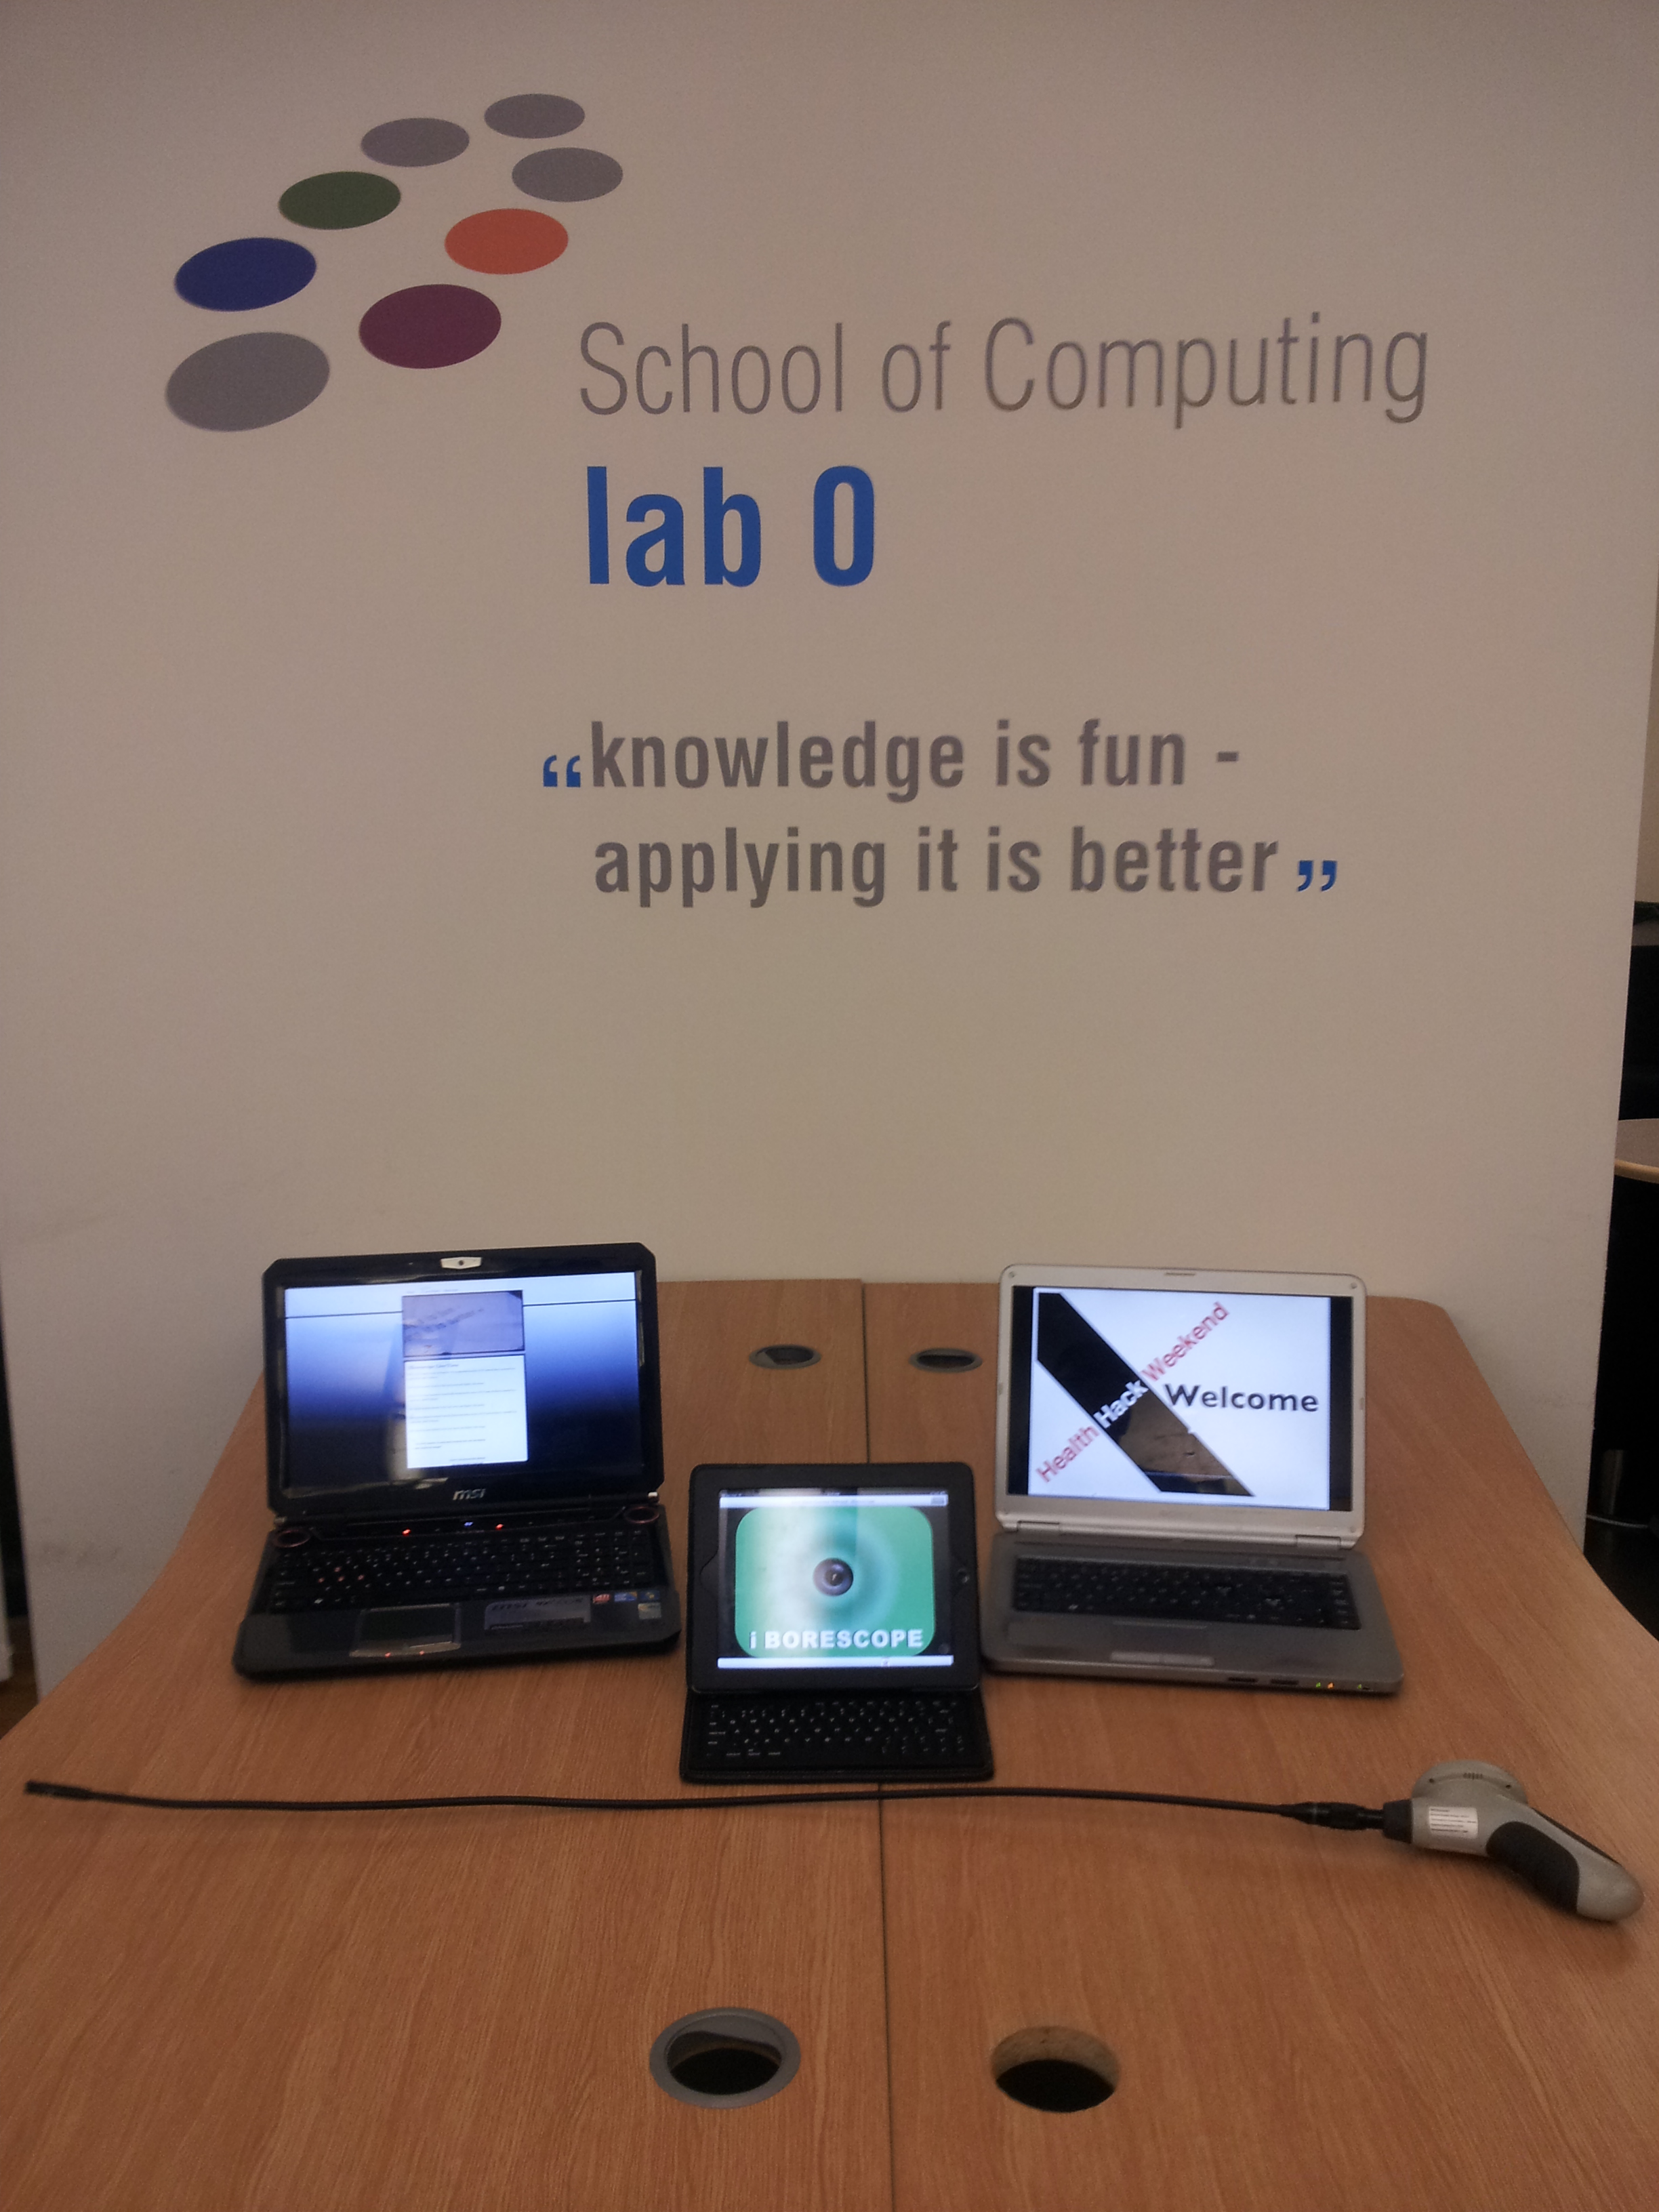 School of Computing
lab 0
“knowledge is fun -
applying it is better”
msi
Health Hack Weekend
Welcome
i BORESCOPE